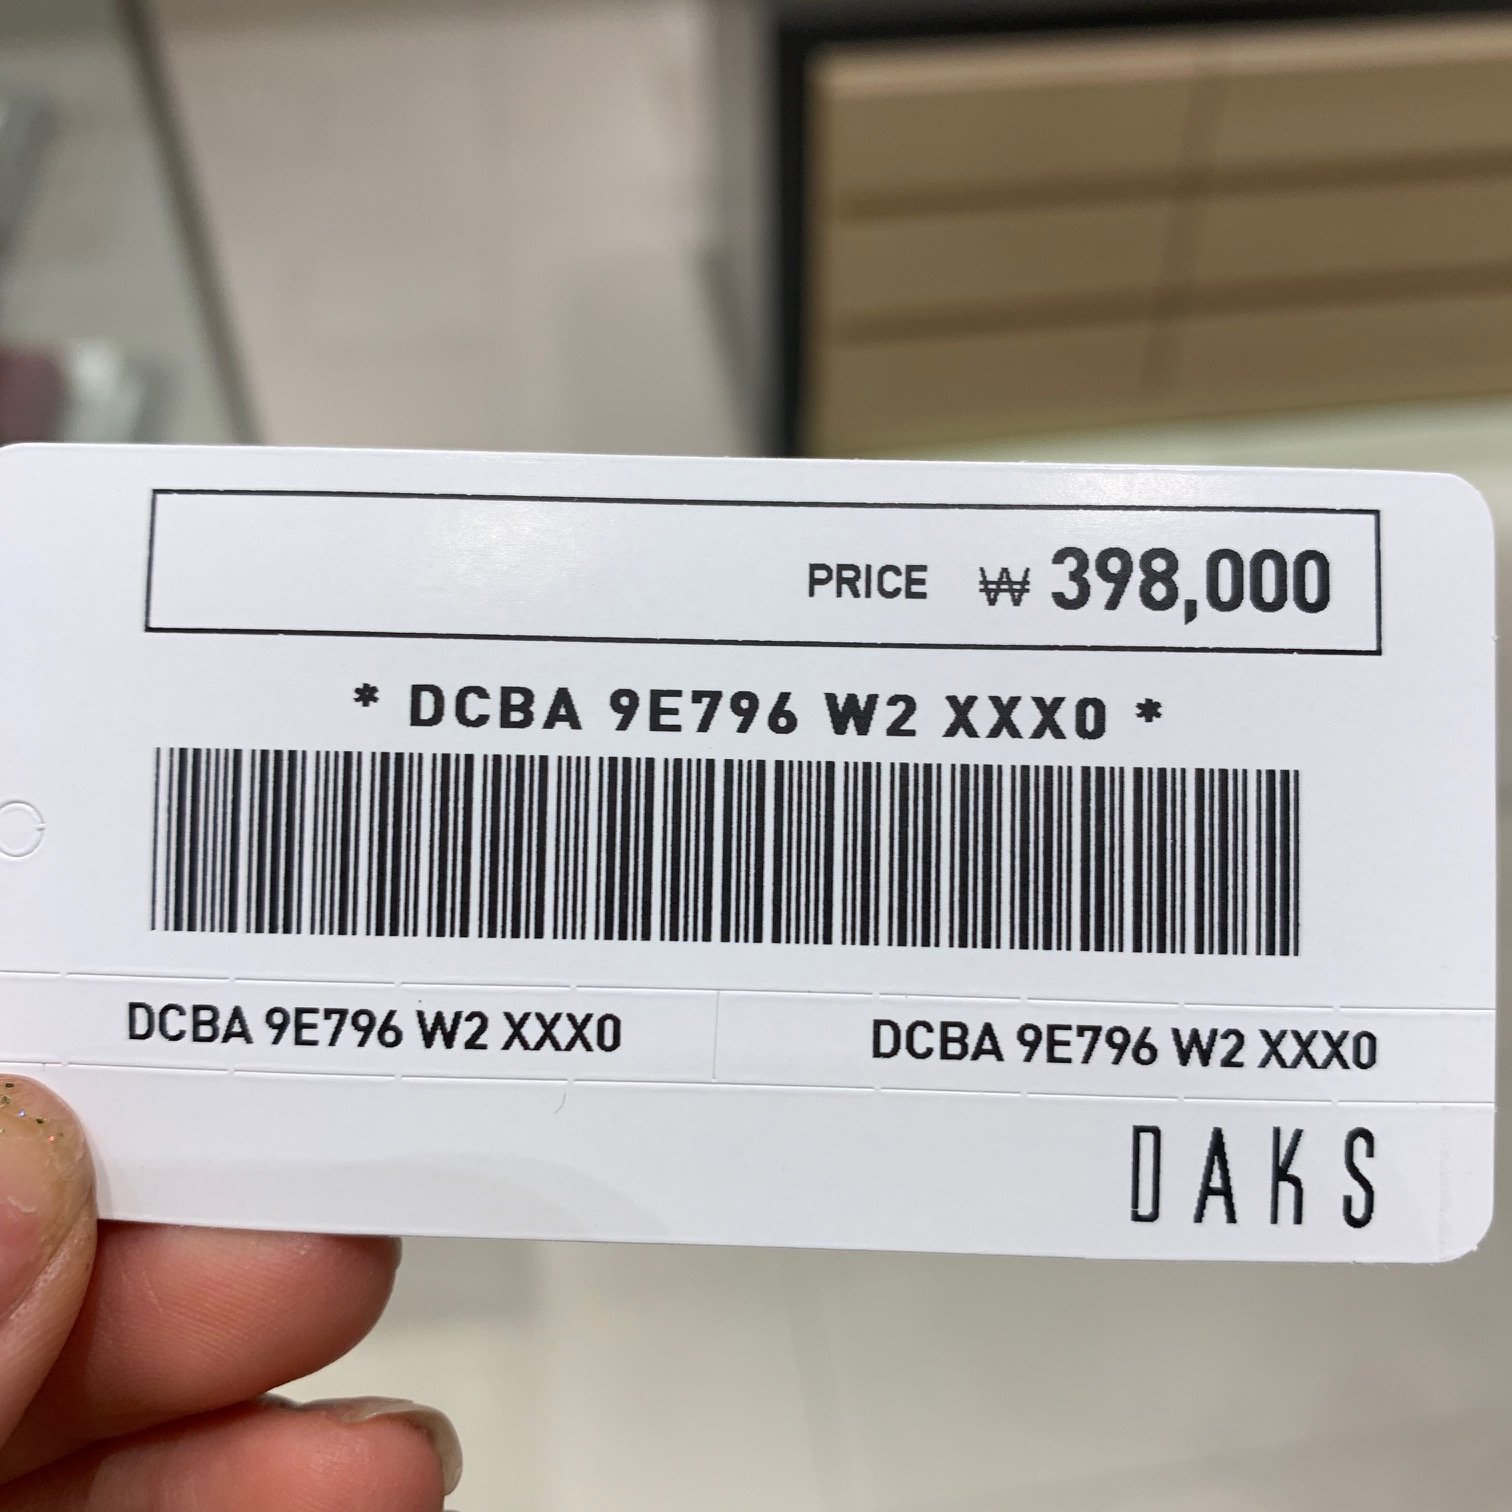 PRICE ₩ 398,000
* DCBA 9E796 W2 XXX0 *
DCBA 9E796 W2 XXX0
DCBA 9E796 W2 XXX0
DAKS